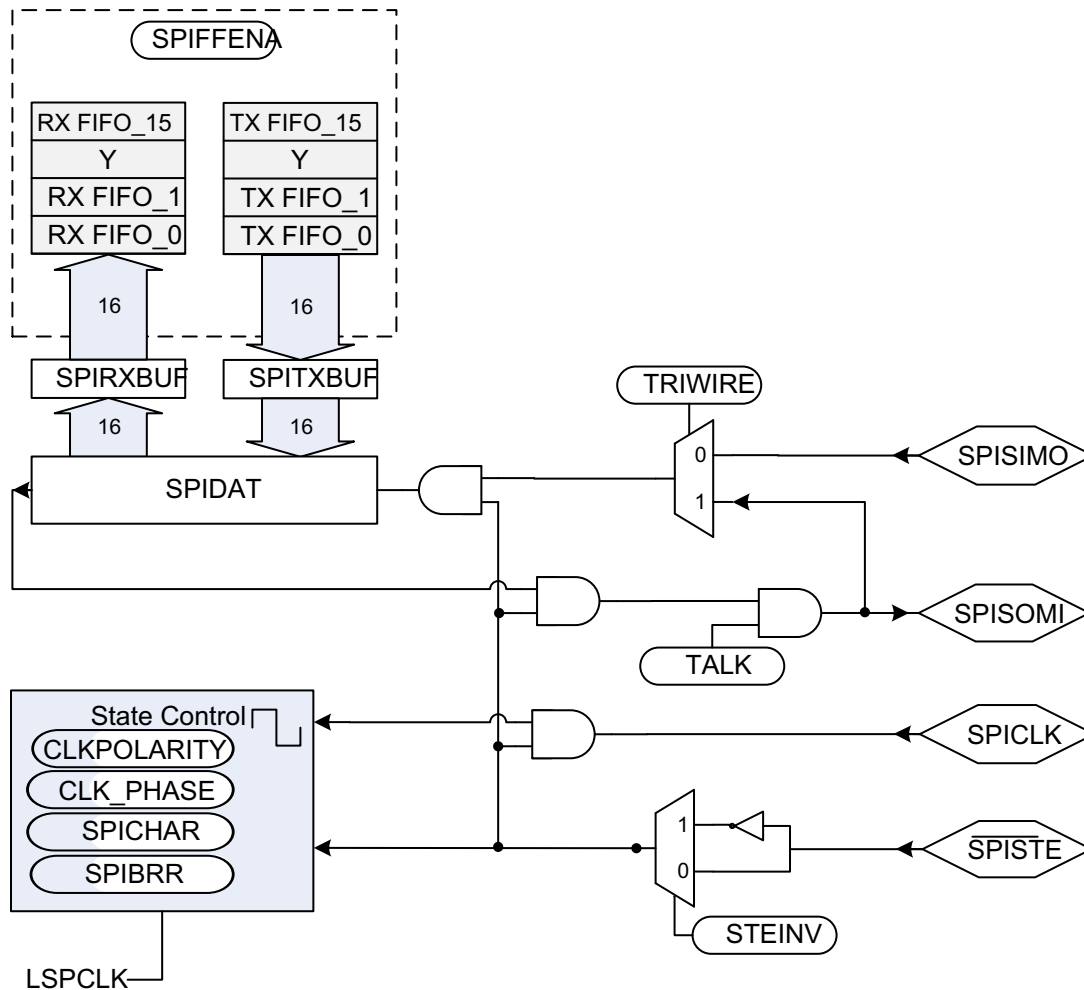 SPIFFENA
RX FIFO_15
Y
RX FIFO_1
RX FIFO_0
TX FIFO_15
Y
TX FIFO_1
TX FIFO_0
16
16
SPIRXBUF
SPITXBUF
16
16
SPIDAT
TRIWIRE
0
1
SPISIMO
SPISOMI
TALK
State Control
CLKPOLARITY
CLK_PHASE
SPICHAR
SPIBRR
SPICLK
1
0
SPISTE
STEINV
LSPCLK